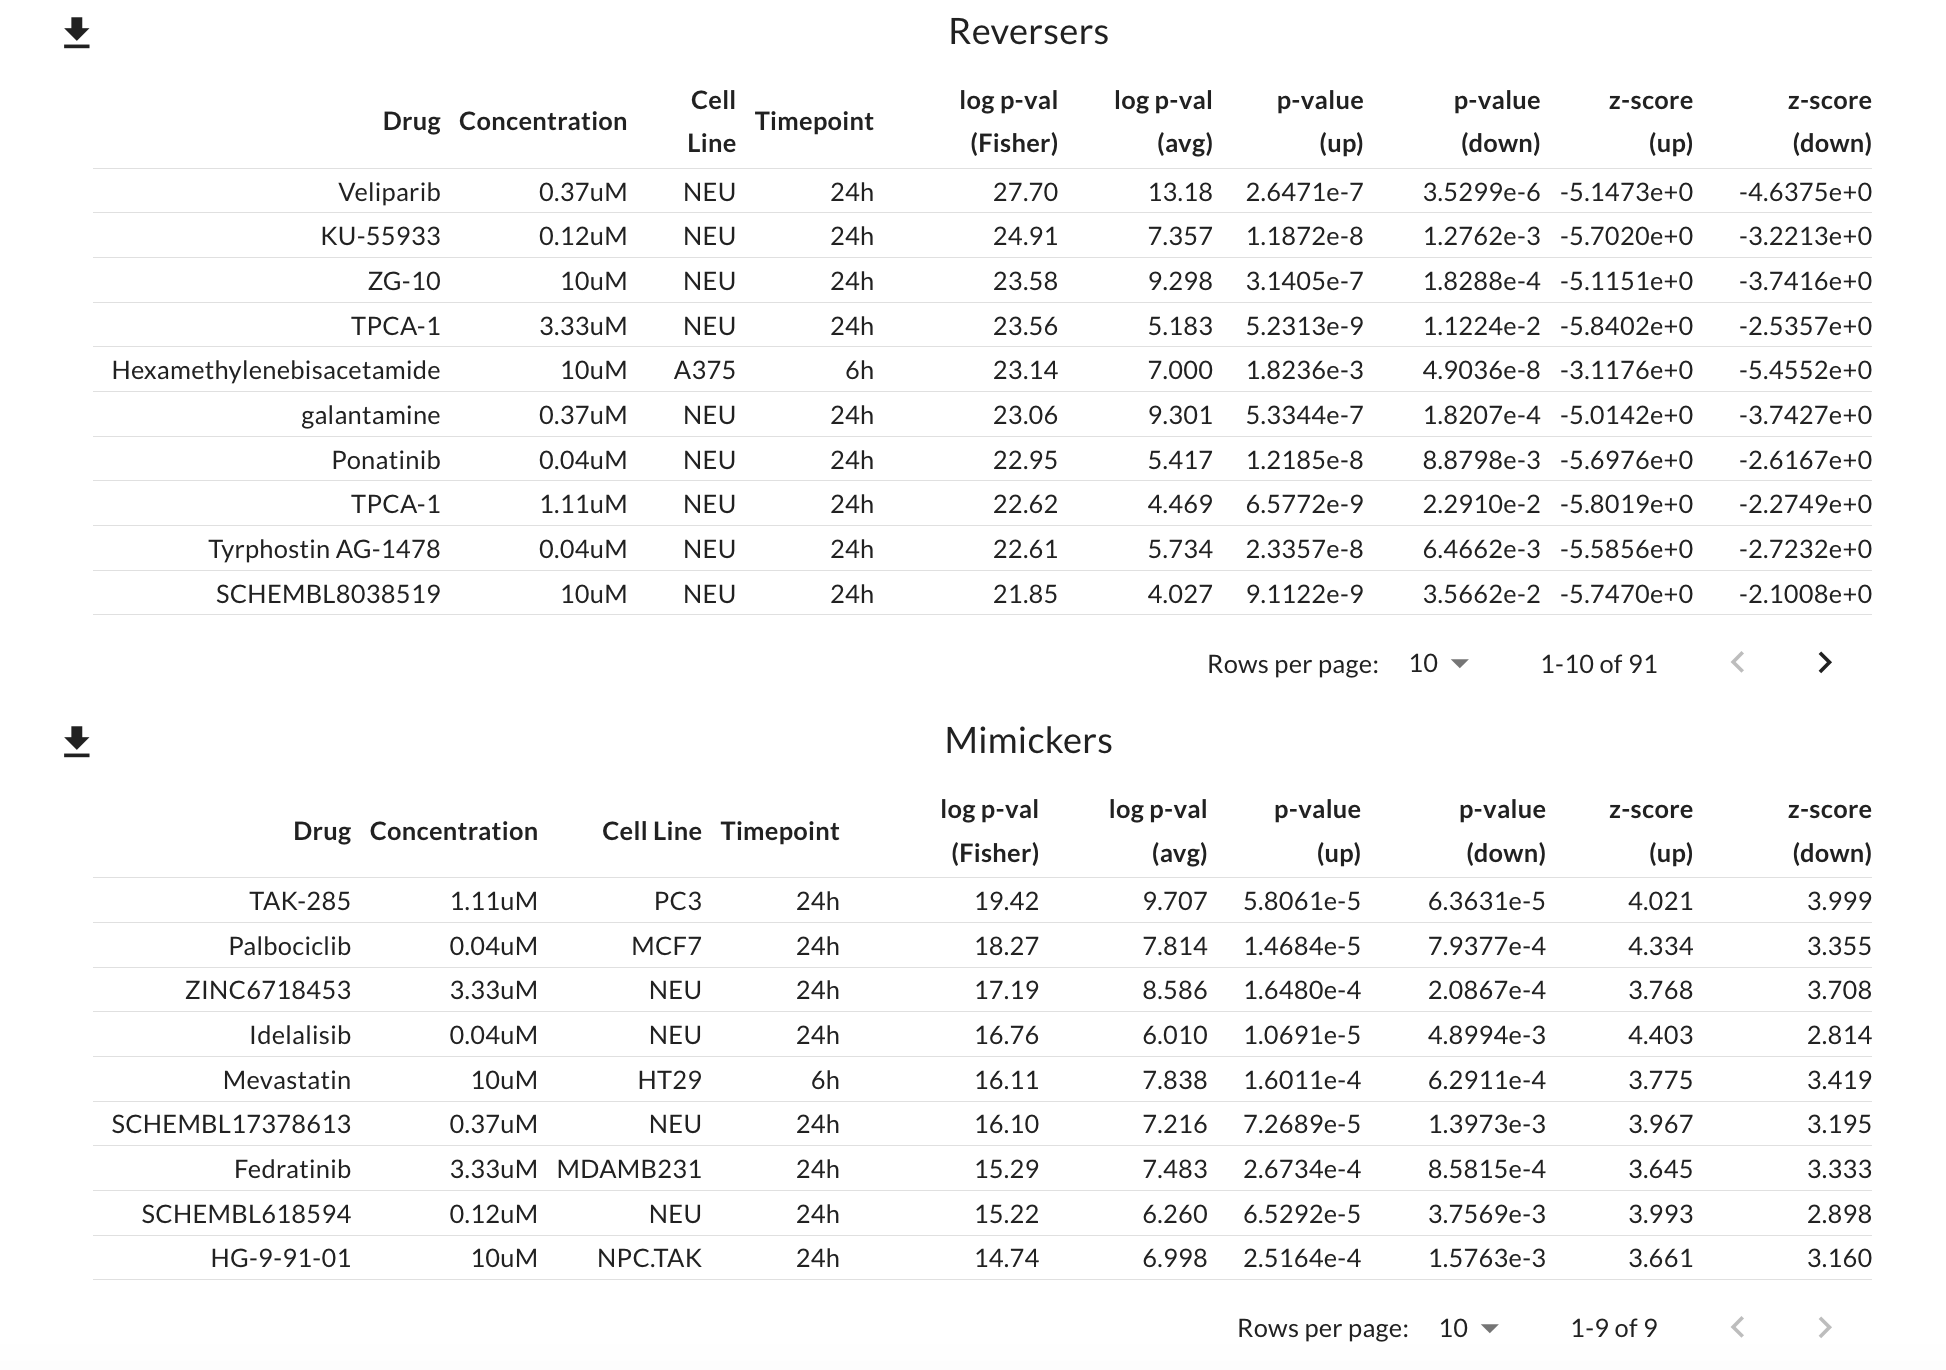 Reversers
Drug Concentration Cell Line Timepoint log p-val (Fisher) log p-val (avg) p-value (up) p-value (down) z-score (up) z-score (down)
Veliparib 0.37uM NEU 24h 27.70 13.18 2.6471e-7 3.5299e-6 -5.1473e+0 -4.6375e+0
KU-55933 0.12uM NEU 24h 24.91 7.357 1.1872e-8 1.2762e-3 -5.7020e+0 -3.2213e+0
ZG-10 10uM NEU 24h 23.58 9.298 3.1405e-7 1.8288e-4 -5.1151e+0 -3.7416e+0
TPCA-1 3.33uM NEU 24h 23.56 5.183 5.2313e-9 1.1224e-2 -5.8402e+0 -2.5357e+0
Hexamethylenebisacetamide 10uM A375 6h 23.14 7.000 1.8236e-3 4.9036e-8 -3.1176e+0 -5.4552e+0
galantamine 0.37uM NEU 24h 23.06 9.301 5.3344e-7 1.8207e-4 -5.0142e+0 -3.7427e+0
Ponatinib 0.04uM NEU 24h 22.95 5.417 1.2185e-8 8.8798e-3 -5.6976e+0 -2.6167e+0
TPCA-1 1.11uM NEU 24h 22.62 4.469 6.5772e-9 2.2910e-2 -5.8019e+0 -2.2749e+0
Tyrphostin AG-1478 0.04uM NEU 24h 22.61 5.734 2.3357e-8 6.4662e-3 -5.5856e+0 -2.7232e+0
SCHEMBL8038519 10uM NEU 24h 21.85 4.027 9.1122e-9 3.5662e-2 -5.7470e+0 -2.1008e+0
Rows per page: 10 1-10 of 91
Mimickers
Drug Concentration Cell Line Timepoint log p-val (Fisher) log p-val (avg) p-value (up) p-value (down) z-score (up) z-score (down)
TAK-285 1.11uM PC3 24h 19.42 9.707 5.8061e-5 6.3631e-5 4.021 3.999
Palbociclib 0.04uM MCF7 24h 18.27 7.814 1.4684e-5 7.9377e-4 4.334 3.355
ZINC6718453 3.33uM NEU 24h 17.19 8.586 1.6480e-4 2.0867e-4 3.768 3.708
Idelalisib 0.04uM NEU 24h 16.76 6.010 1.0691e-5 4.8994e-3 4.403 2.814
Mevastatin 10uM HT29 6h 16.11 7.838 1.6011e-4 6.2911e-4 3.775 3.419
SCHEMBL17378613 0.37uM NEU 24h 16.10 7.216 7.2689e-5 1.3973e-3 3.967 3.195
Fedratinib 3.33uM MDAMB231 24h 15.29 7.483 2.6734e-4 8.5815e-4 3.645 3.333
SCHEMBL618594 0.12uM NEU 24h 15.22 6.260 6.5292e-5 3.7569e-3 3.993 2.898
HG-9-91-01 10uM NPC.TAK 24h 14.74 6.998 2.5164e-4 1.5763e-3 3.661 3.160
Rows per page: 10 1-9 of 9